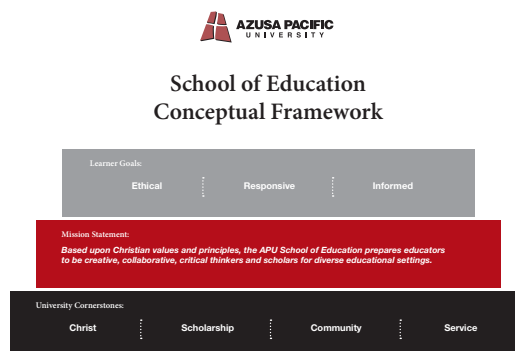 AZUSA PACIFIC
UNIVERSITY
School of Education
Conceptual Framework
Learner Goals:
Ethical Responsive Informed
Mission Statement:
Based upon Christian values and principles, the APU School of Education prepares educators
to be creative, collaborative, critical thinkers and scholars for diverse educational settings.
University Cornerstones:
Christ Scholarship Community Service